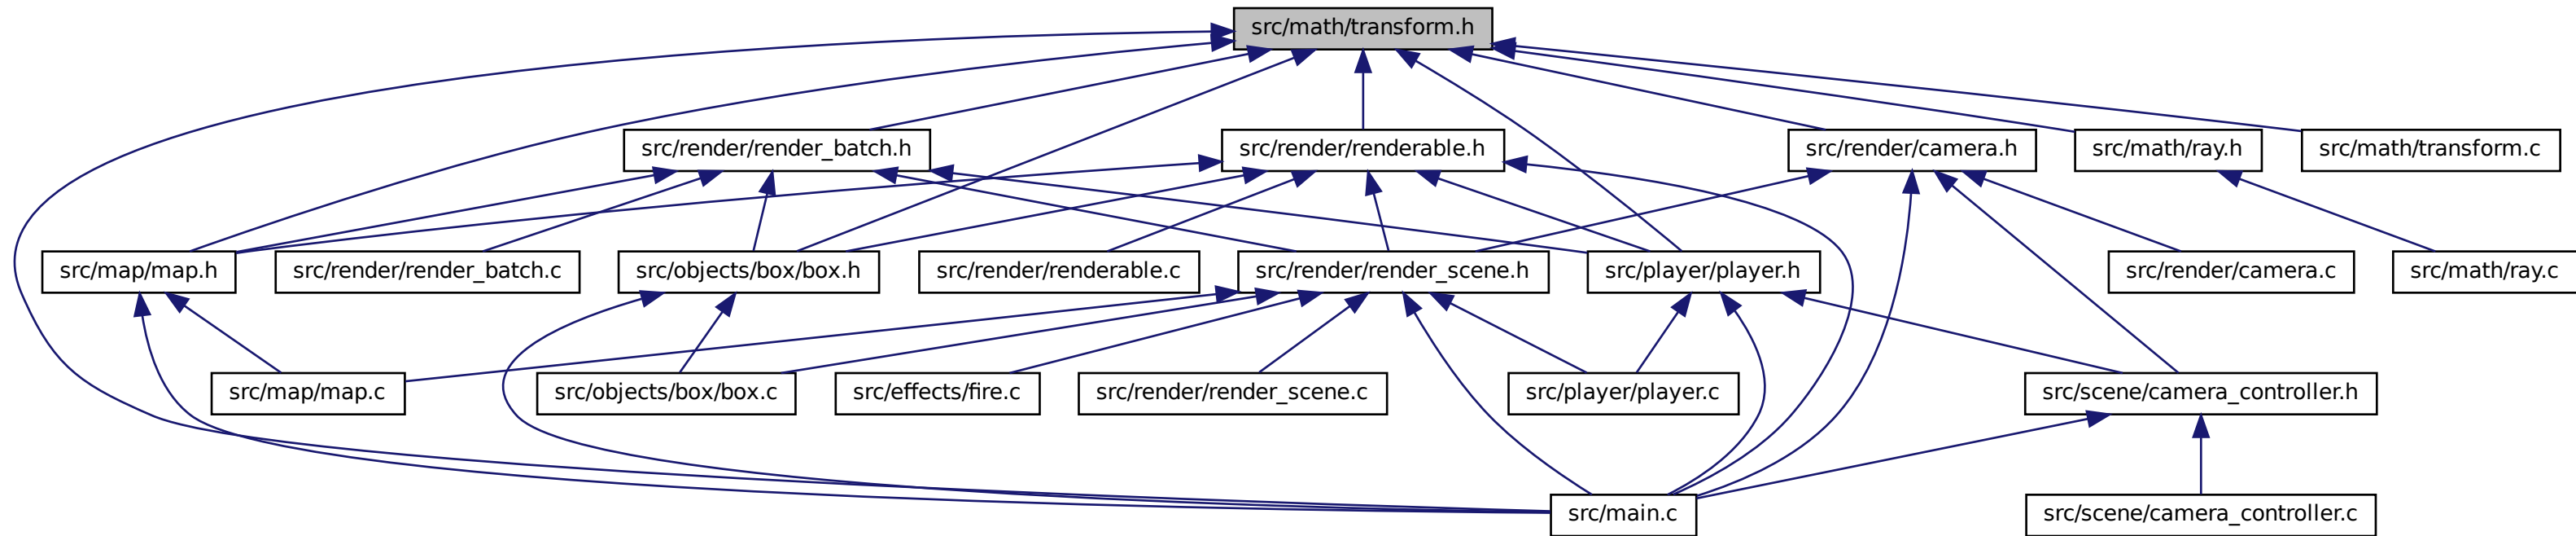 src/math/transform.h
src/render/render_batch.h
src/render/renderable.h
src/render/camera.h
src/math/ray.h
src/math/transform.c
src/map/map.h
src/render/render_batch.c
src/objects/box/box.h
src/render/renderable.c
src/render/render_scene.h
src/player/player.h
src/render/camera.c
src/math/ray.c
src/map/map.c
src/objects/box/box.c
src/effects/fire.c
src/render/render_scene.c
src/player/player.c
src/scene/camera_controller.h
src/main.c
src/scene/camera_controller.c